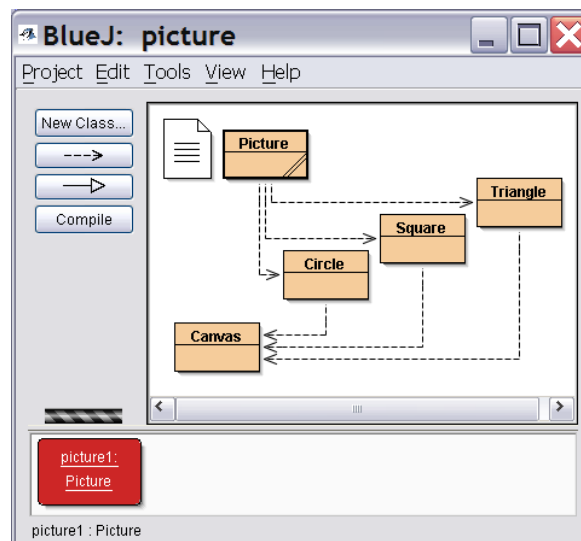 BlueJ: picture
Project Edit Tools View Help
New Class...
Compile
Picture
Triangle
Square
Circle
Canvas
picture1:
Picture
picture1 : Picture